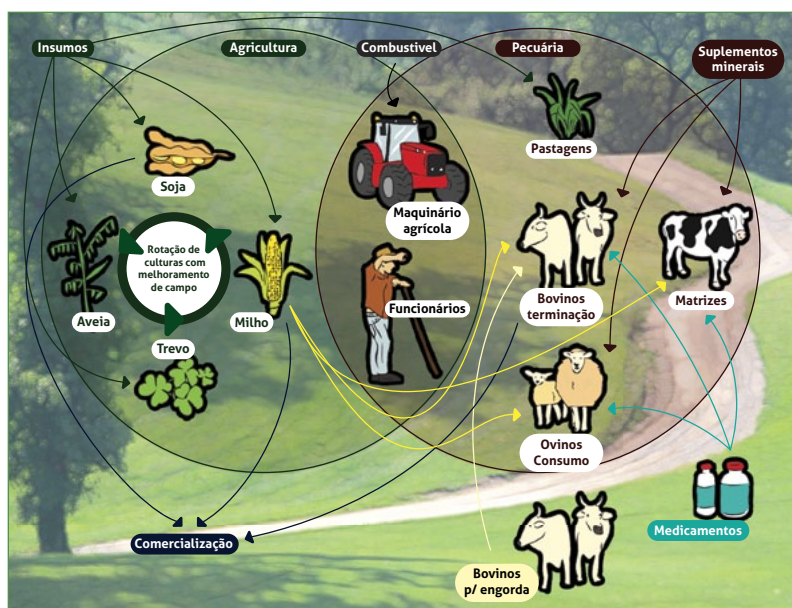 Insumos
Agricultura
Combustivel
Pecuária
Suplementos
minerais
Soja
Pastagens
Maquinário
agrícola
Rotação de
culturas com
melhoramento
de campo
Aveia
Milho
Trevo
Funcionários
Bovinos
terminação
Matrizes
Ovinos
Consumo
Medicamentos
Comercialização
Bovinos
p/ engorda